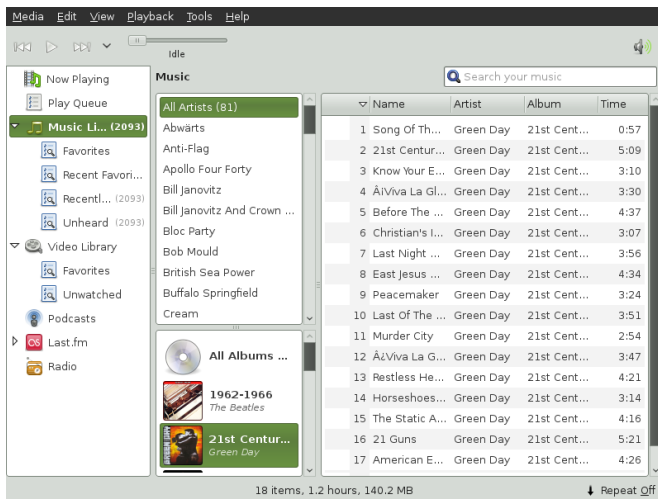 Media Edit View Playback Tools Help
Idle
Now Playing
Play Queue
Music Li... (2093)
Favorites
Recent Favori...
Recentl... (2093)
Unheard (2093)
Video Library
Favorites
Unwatched
Podcasts
Last.fm
Radio
Music
Search your music
All Artists (81)
Abwärts
Anti-Flag
Apollo Four Forty
Bill Janovitz
Bill Janovitz And Crown ...
Bloc Party
Bob Mould
British Sea Power
Buffalo Springfield
Cream
All Albums ...
1962-1966
The Beatles
21st Centur...
Green Day
Name Artist Album Time
1 Song Of Th... Green Day 21st Cent... 0:57
2 21st Centur... Green Day 21st Cent... 5:09
3 Know Your E... Green Day 21st Cent... 3:10
4 Â¡Viva La Gl... Green Day 21st Cent... 3:30
5 Before The ... Green Day 21st Cent... 4:37
6 Christian's I... Green Day 21st Cent... 3:07
7 Last Night ... Green Day 21st Cent... 3:56
8 East Jesus ... Green Day 21st Cent... 4:34
9 Peacemaker Green Day 21st Cent... 3:24
10 Last Of The ... Green Day 21st Cent... 3:51
11 Murder City Green Day 21st Cent... 2:54
12 Â¿Viva La G... Green Day 21st Cent... 3:47
13 Restless He... Green Day 21st Cent... 4:21
14 Horseshoes... Green Day 21st Cent... 3:14
15 The Static A... Green Day 21st Cent... 4:16
16 21 Guns Green Day 21st Cent... 5:21
17 American E... Green Day 21st Cent... 4:26
18 items, 1.2 hours, 140.2 MB
Repeat Off